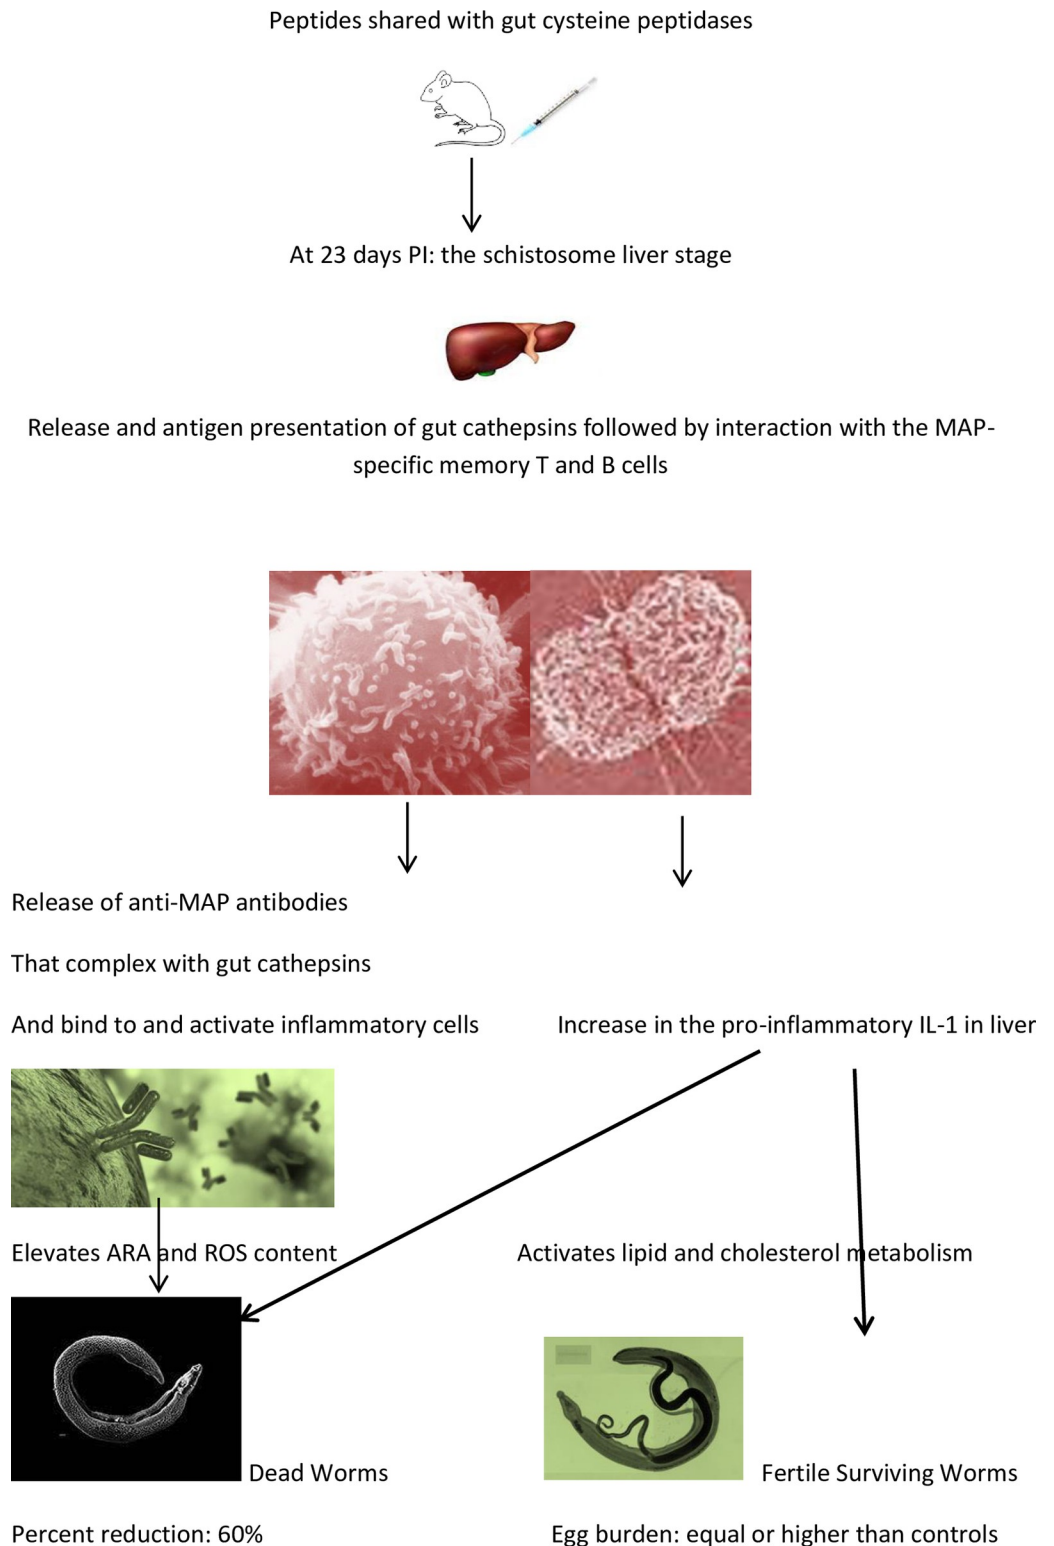 Peptides shared with gut cysteine peptidases
At 23 days PI: the schistosome liver stage
Release and antigen presentation of gut cathepsins followed by interaction with the MAP-
specific memory T and B cells
Release of anti-MAP antibodies
That complex with gut cathepsins
And bind to and activate inflammatory cells
Increase in the pro-inflammatory IL-1 in liver
Elevates ARA and ROS content
Activates lipid and cholesterol metabolism
Dead Worms
Fertile Surviving Worms
Percent reduction: 60%
Egg burden: equal or higher than controls